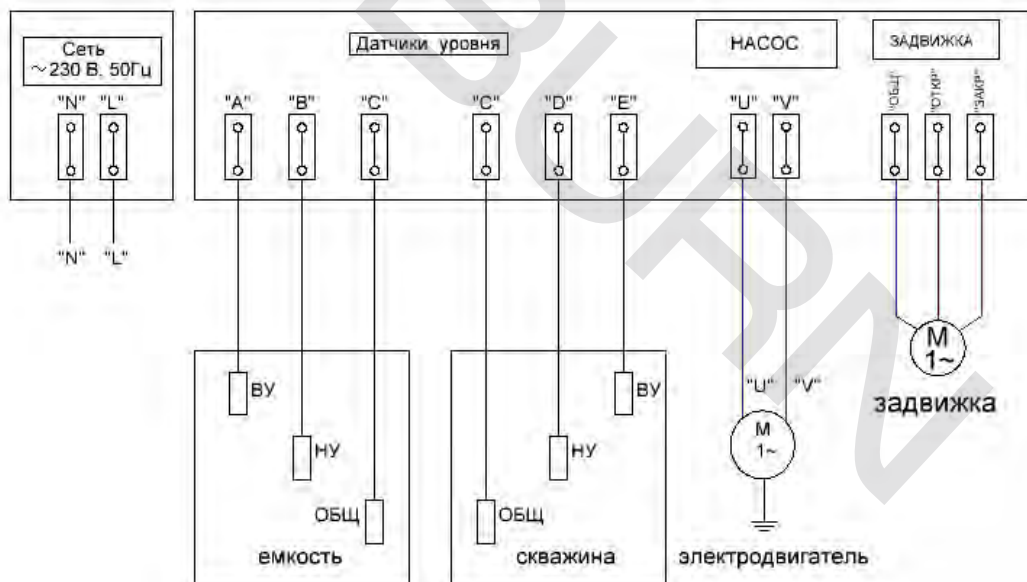 Сеть
~230 В, 50Гц
Датчики уровня
НАСОС
ЗАДВИЖКА
"N" "L"
"A" "B" "C" "C" "D" "E"
"U" "V"
"ОБЩ" "ОТКР" "ЗАКР"
"N" "L"
ВУ
НУ
ОБЩ
емкость
ВУ
НУ
ОБЩ
скважина
"U" "V"
М
1~
электродвигатель
М
1~
задвижка
BURN